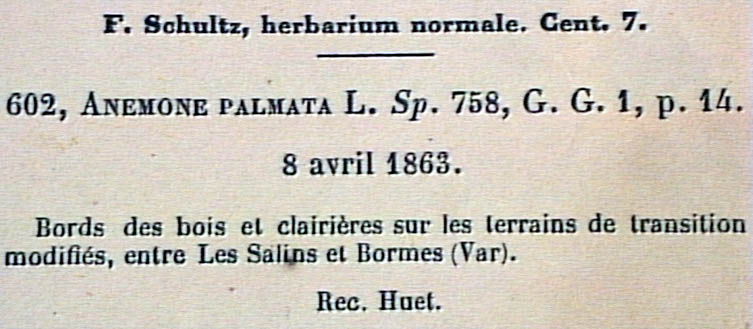 F. Schultz, herbarium normale. Cent. 7.
602, ANEMONE PALMATA L. Sp. 758, G. G. 1, p. 14.
8 avril 1863.
Bords des bois et clairières sur les terrains de transition
modifiés, entre Les Salins et Bormes (Var).
Rec. Huet.